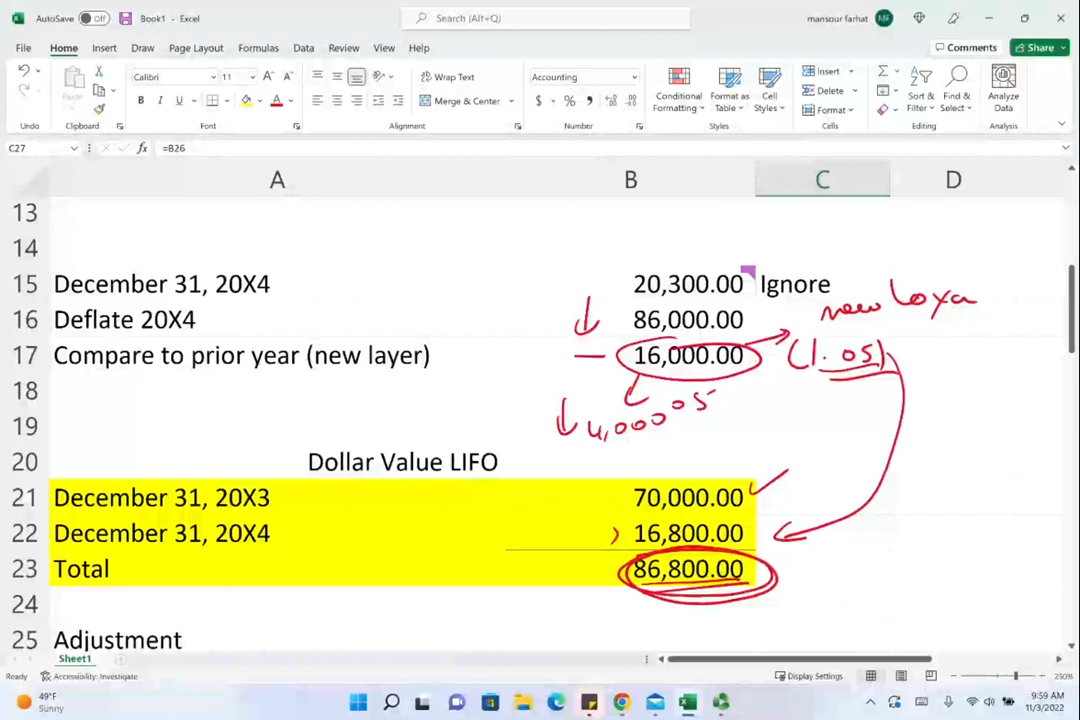 AutoSave Off Book1 - Excel Search (Alt+Q) mansour farhat MF
File Home Insert Draw Page Layout Formulas Data Review View Help Comments Share
Calibri 11 Wrap Text Accounting Insert
Paste B I U Merge & Center $ % Conditional Formatting Format as Table Cell Styles Delete Sort & Filter Find & Select Analyze Data
Format
Undo Clipboard Font Alignment Number Styles Cells Editing Analysis
C27 fx =B26
A B C D
13
14
15 December 31, 20X4 20,300.00 Ignore
new
16 Deflate 20X4 86,000.00
17 Compare to prior year (new layer) 16,000.00 (1.05)
18
4,000
19
20 Dollar Value LIFO
21 December 31, 20X3 70,000.00
22 December 31, 20X4 16,800.00
23 Total 86,800.00
24
25 Adjustment
Sheet1
Ready Accessibility: Investigate Display Settings 250%
49°F
Sunny
9:59 AM
11/3/2022